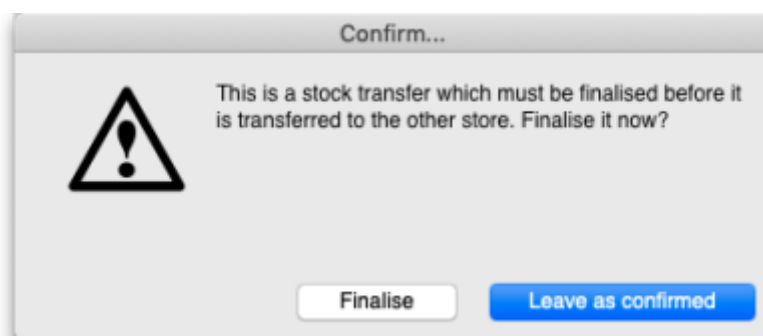 Confirm...
This is a stock transfer which must be finalised before it
is transferred to the other store. Finalise it now?
Finalise
Leave as confirmed